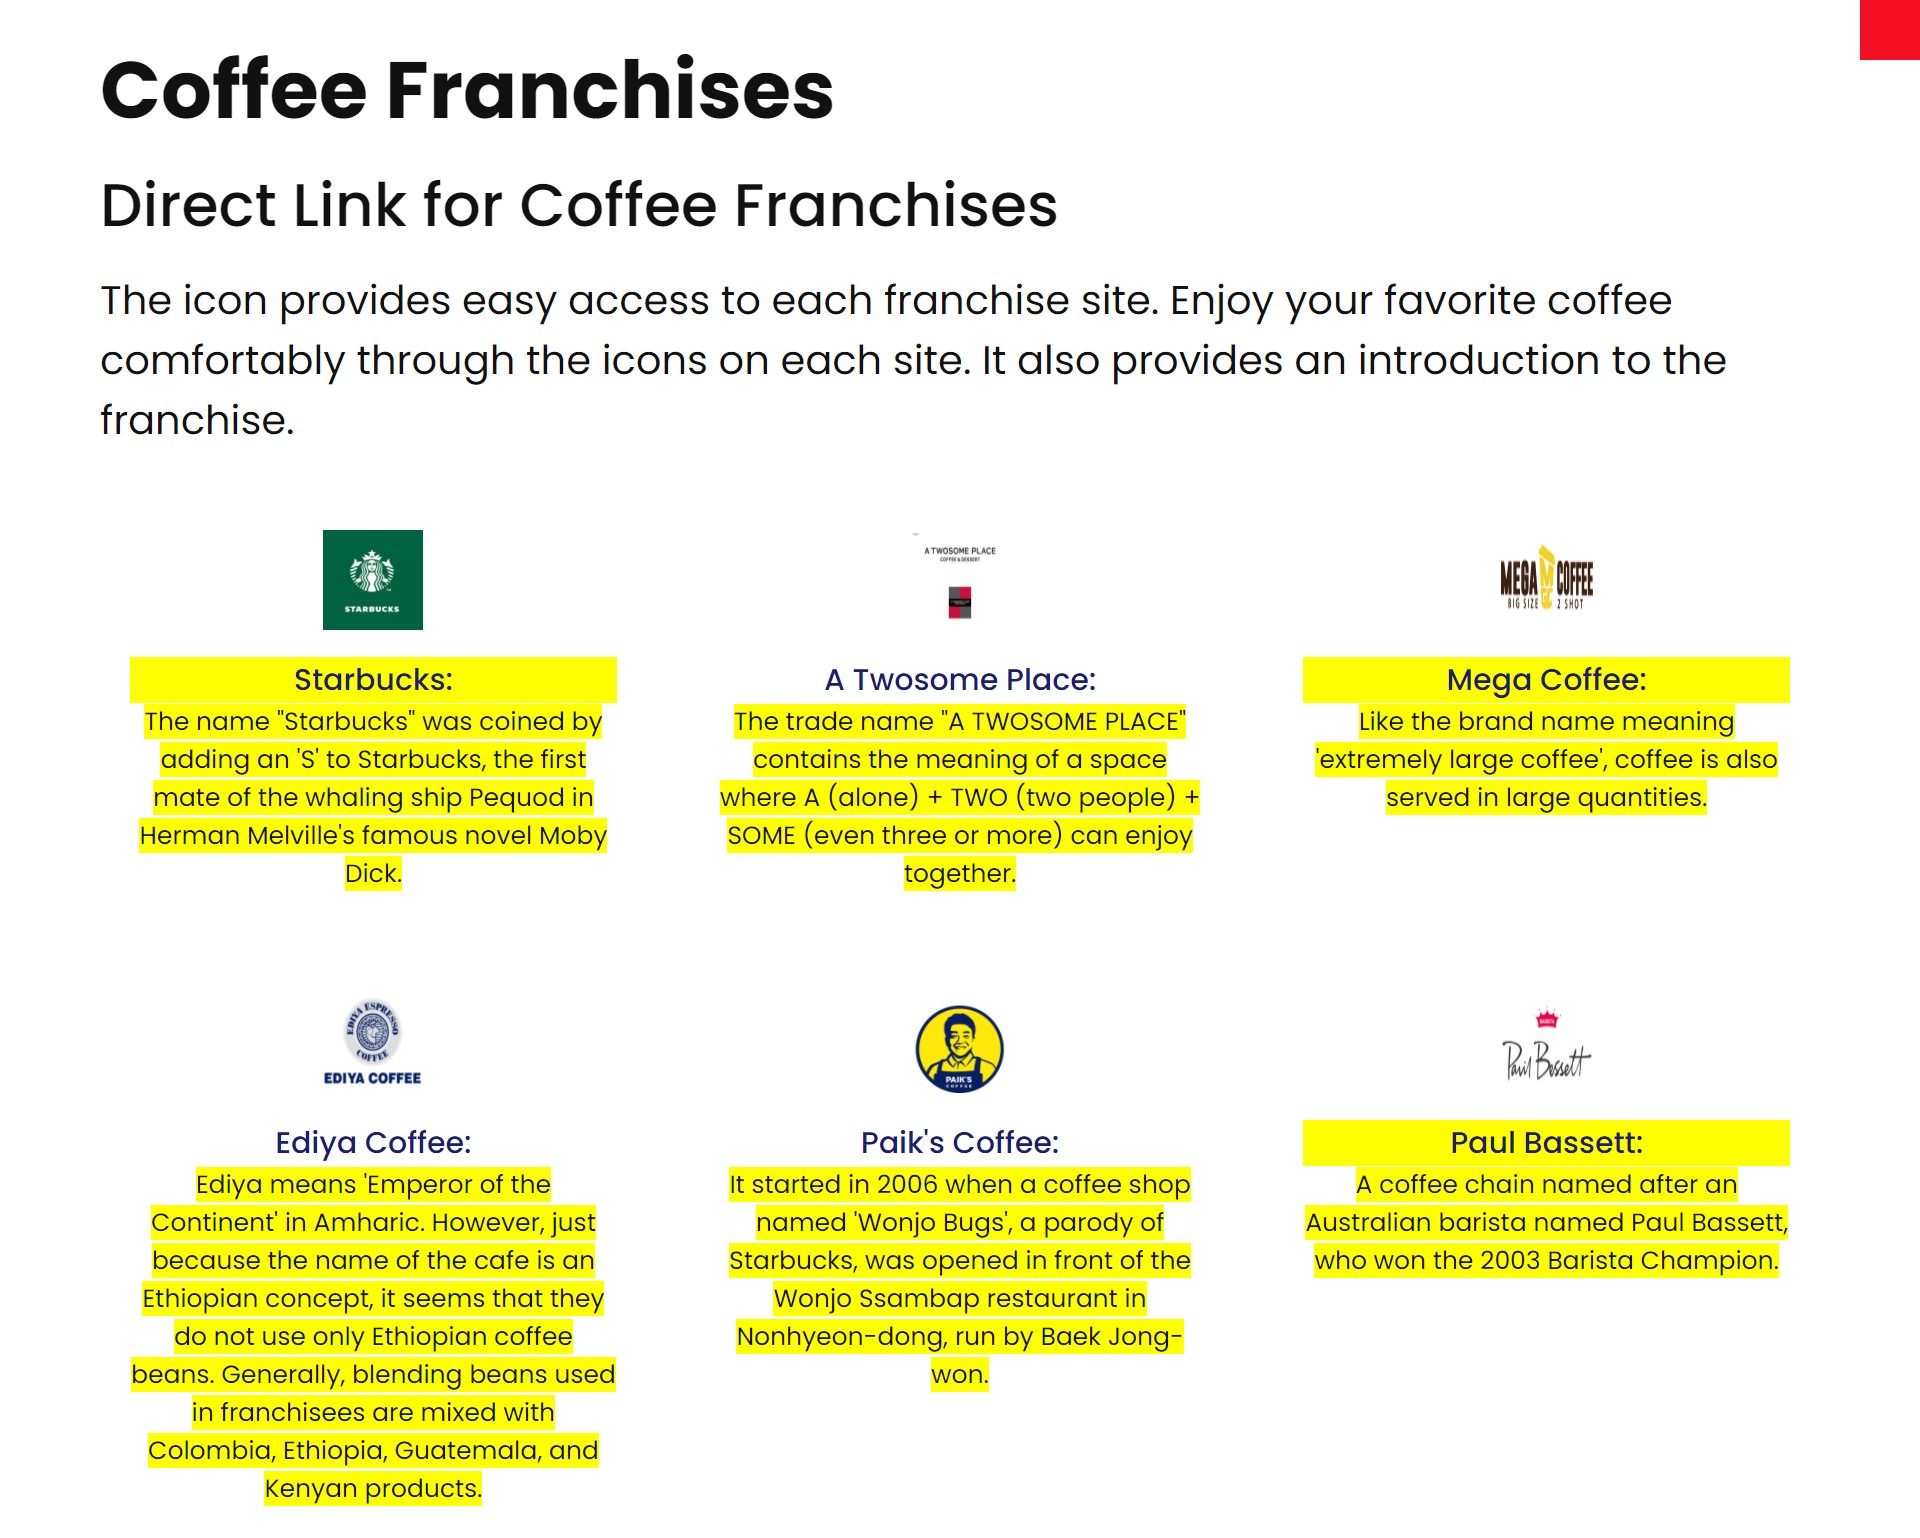 Coffee Franchises
Direct Link for Coffee Franchises
The icon provides easy access to each franchise site. Enjoy your favorite coffee
comfortably through the icons on each site. It also provides an introduction to the
franchise.
STARBUCKS
A TWOSOME PLACE
COFFEE & DESSERT
MEGA COFFEE
BIG SIZE 2 SHOT
Starbucks:
The name "Starbucks" was coined by
adding an 'S' to Starbucks, the first
mate of the whaling ship Pequod in
Herman Melville's famous novel Moby
Dick.
A Twosome Place:
The trade name "A TWOSOME PLACE"
contains the meaning of a space
where A (alone) + TWO (two people) +
SOME (even three or more) can enjoy
together.
Mega Coffee:
Like the brand name meaning
'extremely large coffee', coffee is also
served in large quantities.
EDIYA ESPRESSO
COFFEE
EDIYA COFFEE
PAIK'S
COFFEE
BARISTA
Paul Bassett
Ediya Coffee:
Ediya means 'Emperor of the
Continent' in Amharic. However, just
because the name of the cafe is an
Ethiopian concept, it seems that they
do not use only Ethiopian coffee
beans. Generally, blending beans used
in franchisees are mixed with
Colombia, Ethiopia, Guatemala, and
Kenyan products.
Paik's Coffee:
It started in 2006 when a coffee shop
named 'Wonjo Bugs', a parody of
Starbucks, was opened in front of the
Wonjo Ssambap restaurant in
Nonhyeon-dong, run by Baek Jong-
won.
Paul Bassett:
A coffee chain named after an
Australian barista named Paul Bassett,
who won the 2003 Barista Champion.